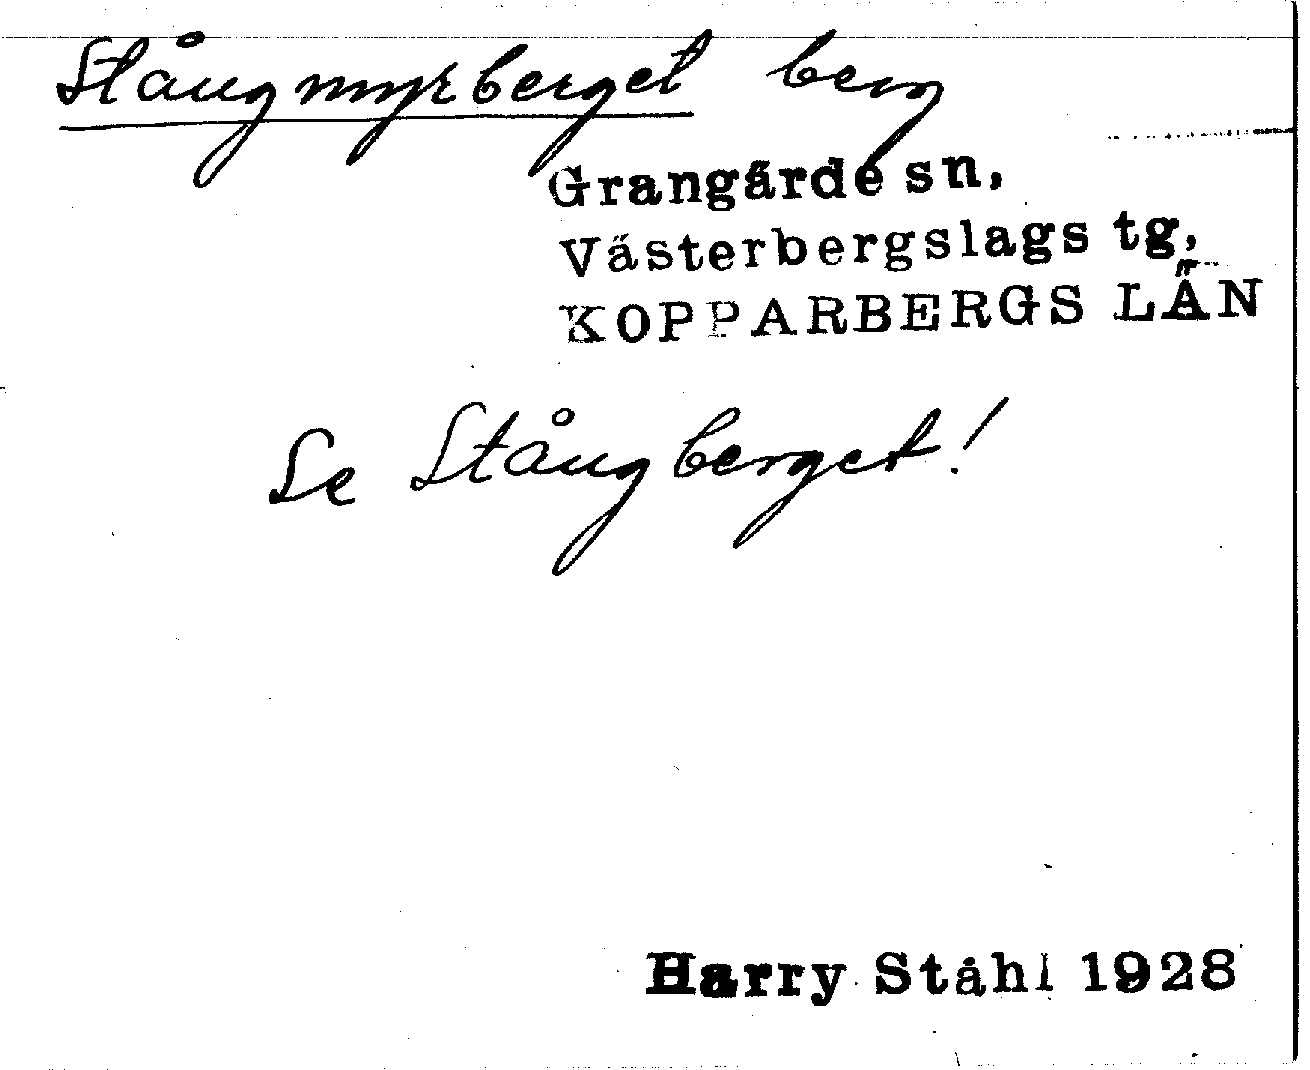 Stångmyrberget berg
Grangärde sn,
Västerbergslags tg,
KOPPARBERGS LÄN
Se Stångberget!
Harry Ståhl 1928